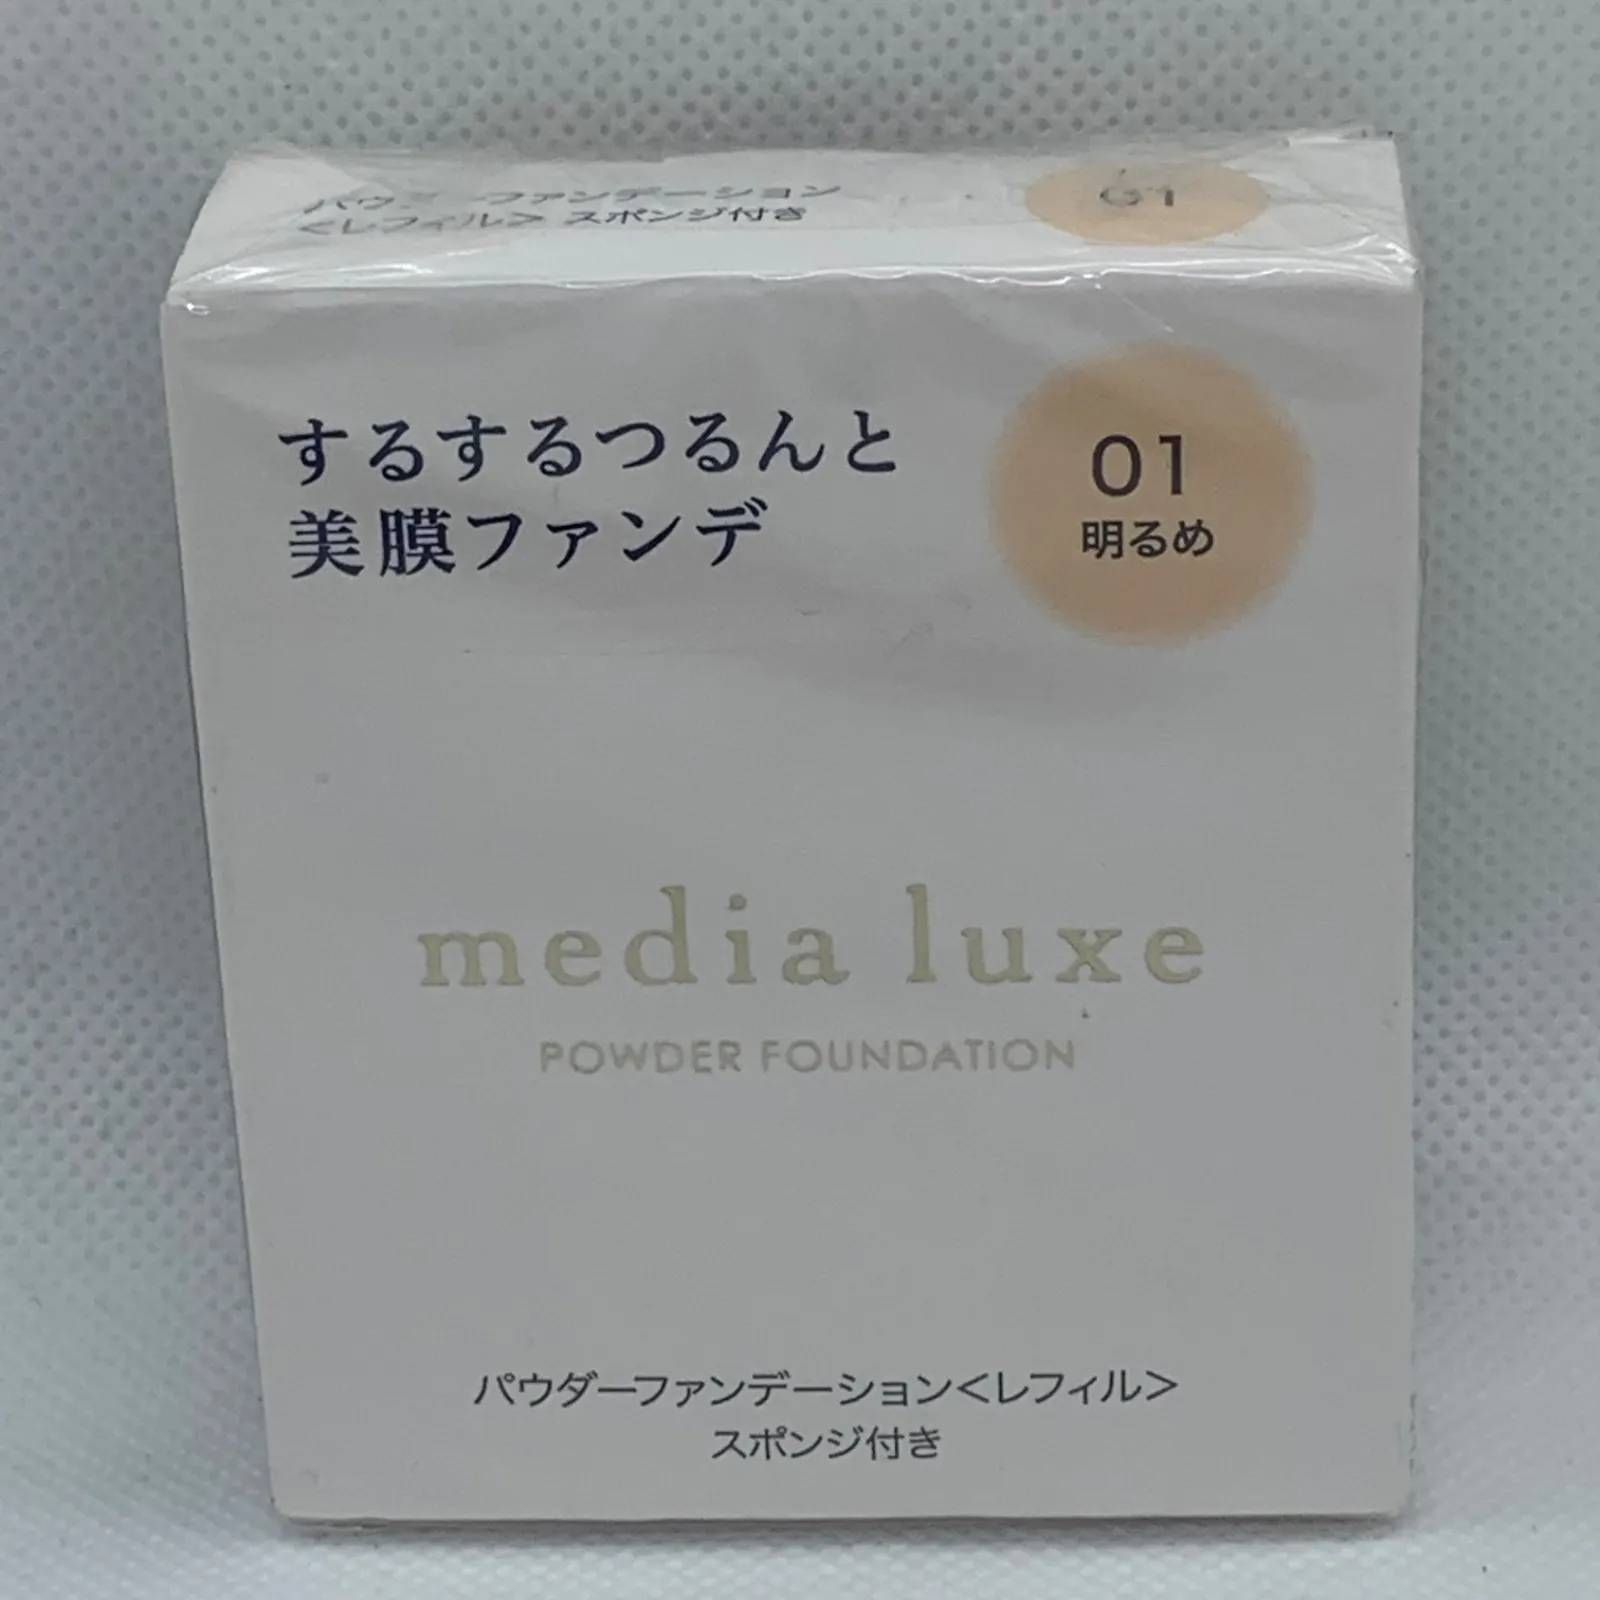 パウダーファンデーション
<レフィル> スポンジ付き
01
するするつるんと
美膜ファンデ
01
明るめ
media luxe
POWDER FOUNDATION
パウダーファンデーション<レフィル>
スポンジ付き